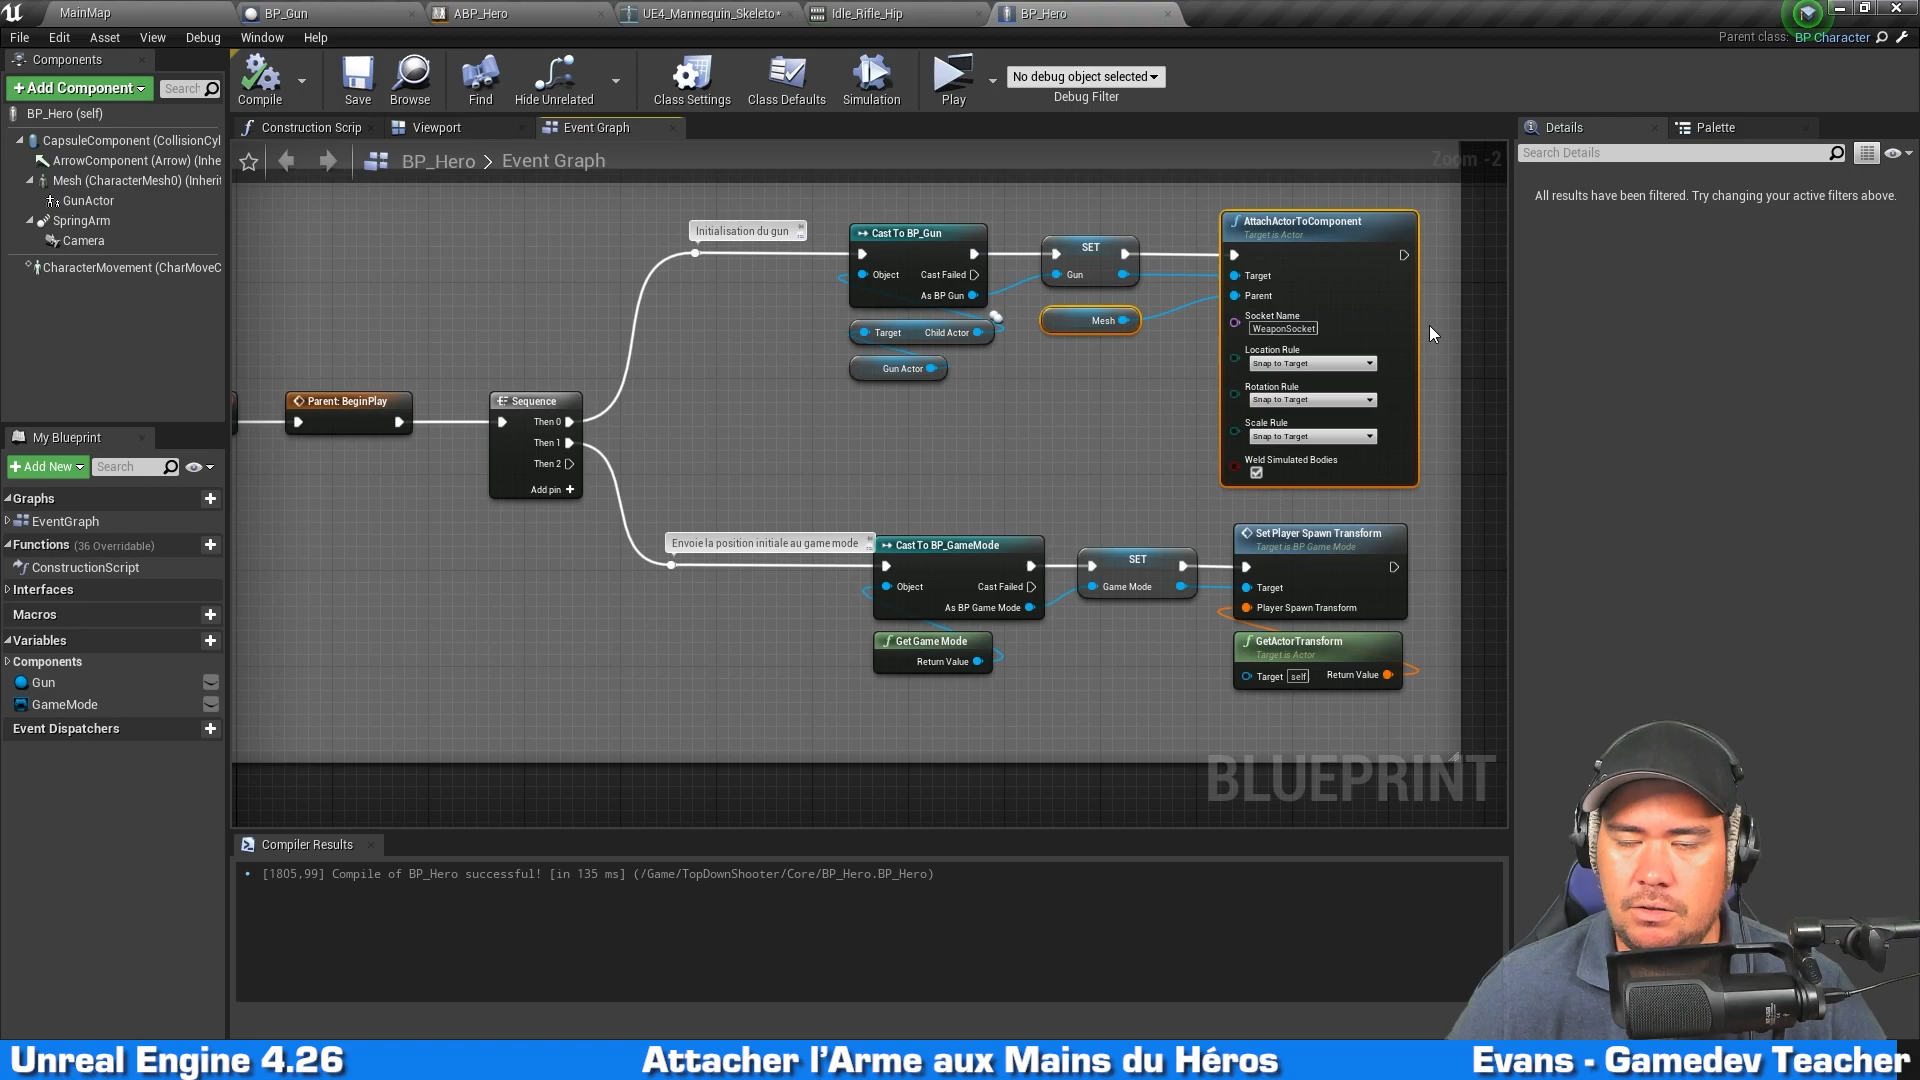 MainMap
BP_Gun
ABP_Hero
UE4_Mannequin_Skeleto*
Idle_Rifle_Hip
BP_Hero
File Edit Asset View Debug Window Help
Parent class: BP Character
Components
+Add Component
Search
BP_Hero (self)
CapsuleComponent (CollisionCyl
ArrowComponent (Arrow) (Inhe
Mesh (CharacterMesh0) (Inherit
GunActor
SpringArm
Camera
CharacterMovement (CharMoveC
My Blueprint
+Add New
Search
Graphs
EventGraph
Functions (36 Overridable)
ConstructionScript
Interfaces
Macros
Variables
Components
Gun
GameMode
Event Dispatchers
Compile
Save
Browse
Find
Hide Unrelated
Class Settings
Class Defaults
Simulation
Play
No debug object selected
Debug Filter
Construction Scrip
Viewport
Event Graph
BP_Hero > Event Graph
Zoom -2
Parent: BeginPlay
Sequence
Then 0
Then 1
Then 2
Add pin +
Initialisation du gun
Cast To BP_Gun
Object Cast Failed
As BP Gun
Target Child Actor
Gun Actor
SET
Gun
Mesh
AttachActorToComponent
Target is Actor
Target
Parent
Socket Name
WeaponSocket
Location Rule
Snap to Target
Rotation Rule
Snap to Target
Scale Rule
Snap to Target
Weld Simulated Bodies
Envoie la position initiale au game mode
Cast To BP_GameMode
Object Cast Failed
As BP Game Mode
Get Game Mode
Return Value
SET
Game Mode
Set Player Spawn Transform
Target is BP Game Mode
Target
Player Spawn Transform
GetActorTransform
Target is Actor
Target self Return Value
BLUEPRINT
Compiler Results
[1805,99] Compile of BP_Hero successful! [in 135 ms] (/Game/TopDownShooter/Core/BP_Hero.BP_Hero)
Details
Palette
Search Details
All results have been filtered. Try changing your active filters above.
Unreal Engine 4.26
Attacher l'Arme aux Mains du Héros
Evans - Gamedev Teacher